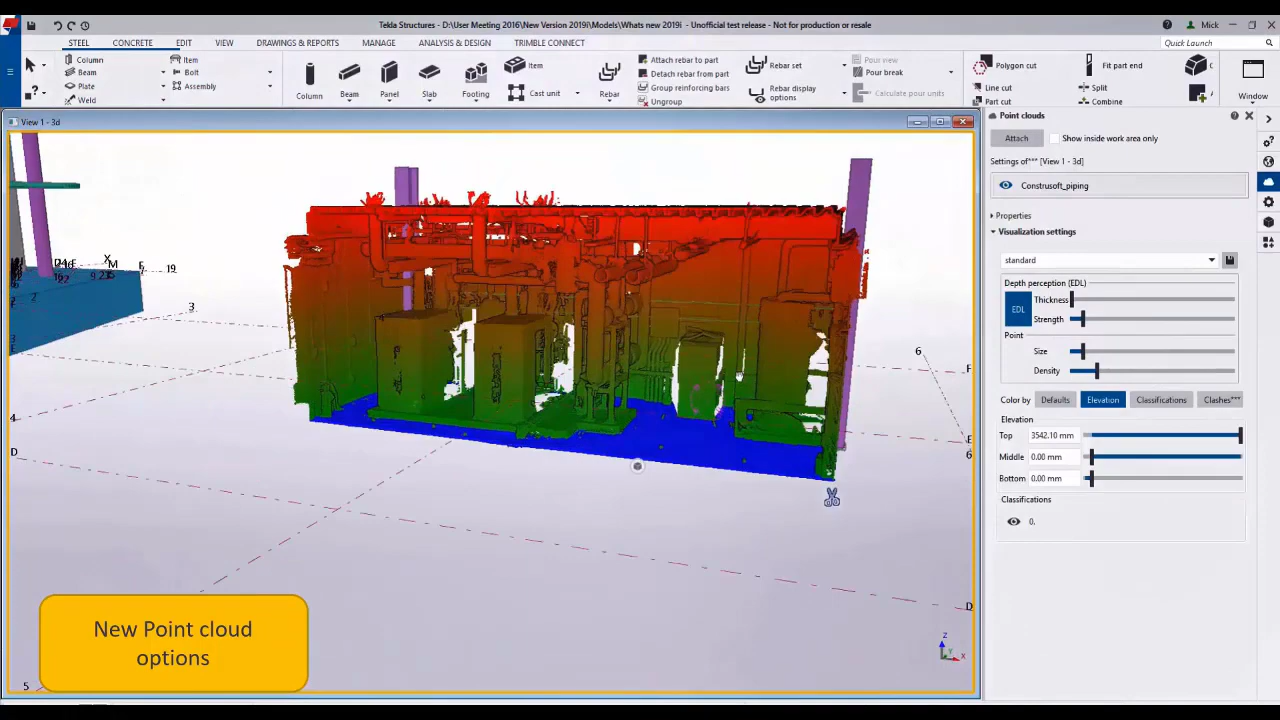 Tekla Structures - D:\User Meeting 2016\New Version 2019i\Models\Whats new 2019i - Unofficial test release - Not for production or resale
Mick
STEEL CONCRETE EDIT VIEW DRAWINGS & REPORTS MANAGE ANALYSIS & DESIGN TRIMBLE CONNECT
Quick Launch
Column
Beam
Plate
Weld
Item
Bolt
Assembly
Column
Beam
Panel
Slab
Footing
Item
Cast unit
Rebar
Attach rebar to part
Detach rebar from part
Group reinforcing bars
Ungroup
Rebar set
Rebar display
options
Pour view
Pour break
Calculate pour units
Polygon cut
Line cut
Part cut
Fit part end
Split
Combine
Window
View 1 - 3d
X
M
19
3
4
D
5
6
F
E
6
D
Z
Y
X
New Point cloud
options
Point clouds
Attach
Show inside work area only
Settings of*** [View 1 - 3d]
Construsoft_piping
Properties
Visualization settings
standard
Depth perception (EDL)
EDL
Thickness
Strength
Point
Size
Density
Color by Defaults Elevation Classifications Clashes***
Elevation
Top 3542.10 mm
Middle 0.00 mm
Bottom 0.00 mm
Classifications
0.